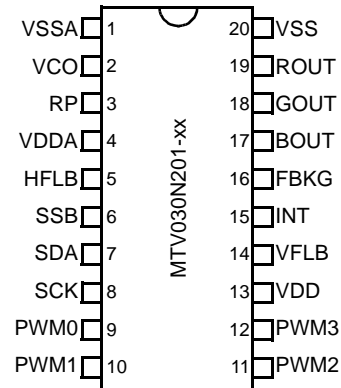 VSSA 1 20 VSS
VCO 2 19 ROUT
RP 3 18 GOUT
VDDA 4 17 BOUT
HFLB 5 16 FBKG
SSB 6 15 INT
SDA 7 14 VFLB
SCK 8 13 VDD
PWM0 9 12 PWM3
PWM1 10 11 PWM2
MTV030N201-xx